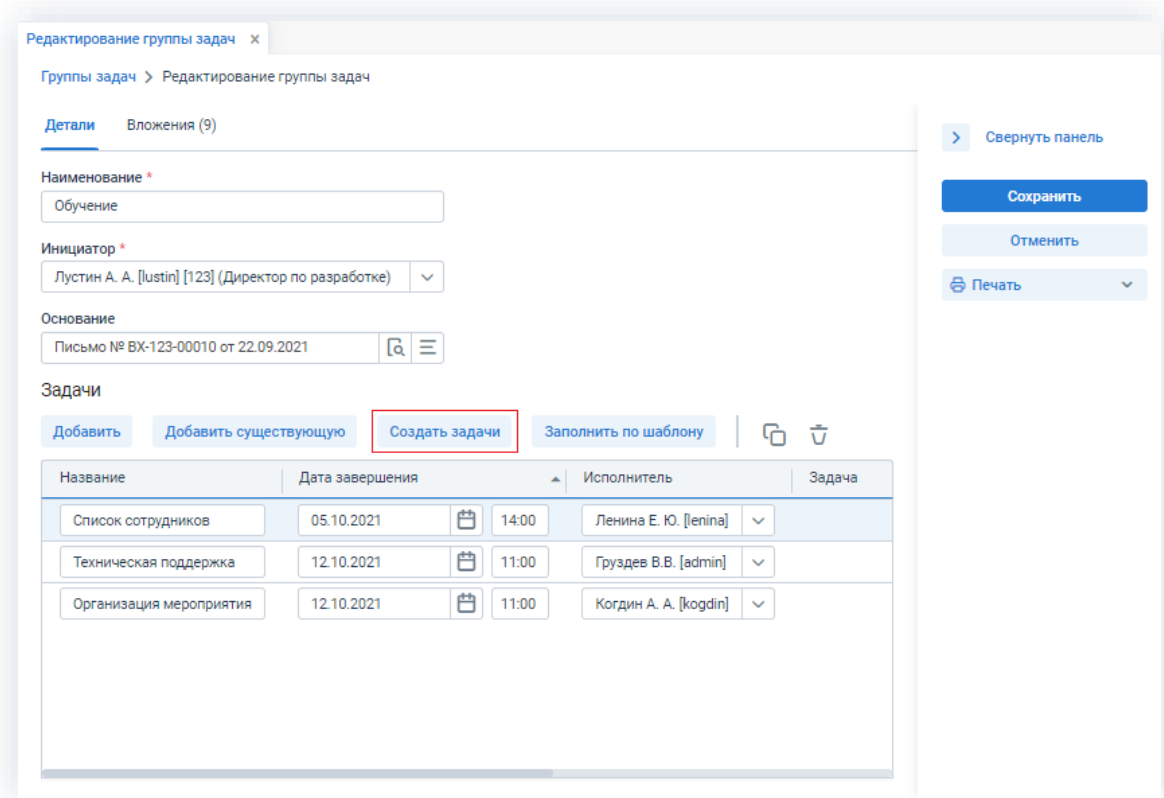 Редактирование группы задач ×
Группы задач > Редактирование группы задач
Детали Вложения (9)
Свернуть панель
Наименование *
Сохранить
Обучение
Отменить
Инициатор *
Лустин А. А. [lustin] [123] (Директор по разработке)
Печать
Основание
Письмо № ВХ-123-00010 от 22.09.2021
Задачи
Добавить Добавить существующую Создать задачи Заполнить по шаблону
Название Дата завершения Исполнитель Задача
Список сотрудников 05.10.2021 14:00 Ленина Е. Ю. [lenina]
Техническая поддержка 12.10.2021 11:00 Груздев В.В. [admin]
Организация мероприятия 12.10.2021 11:00 Когдин А. А. [kogdin]